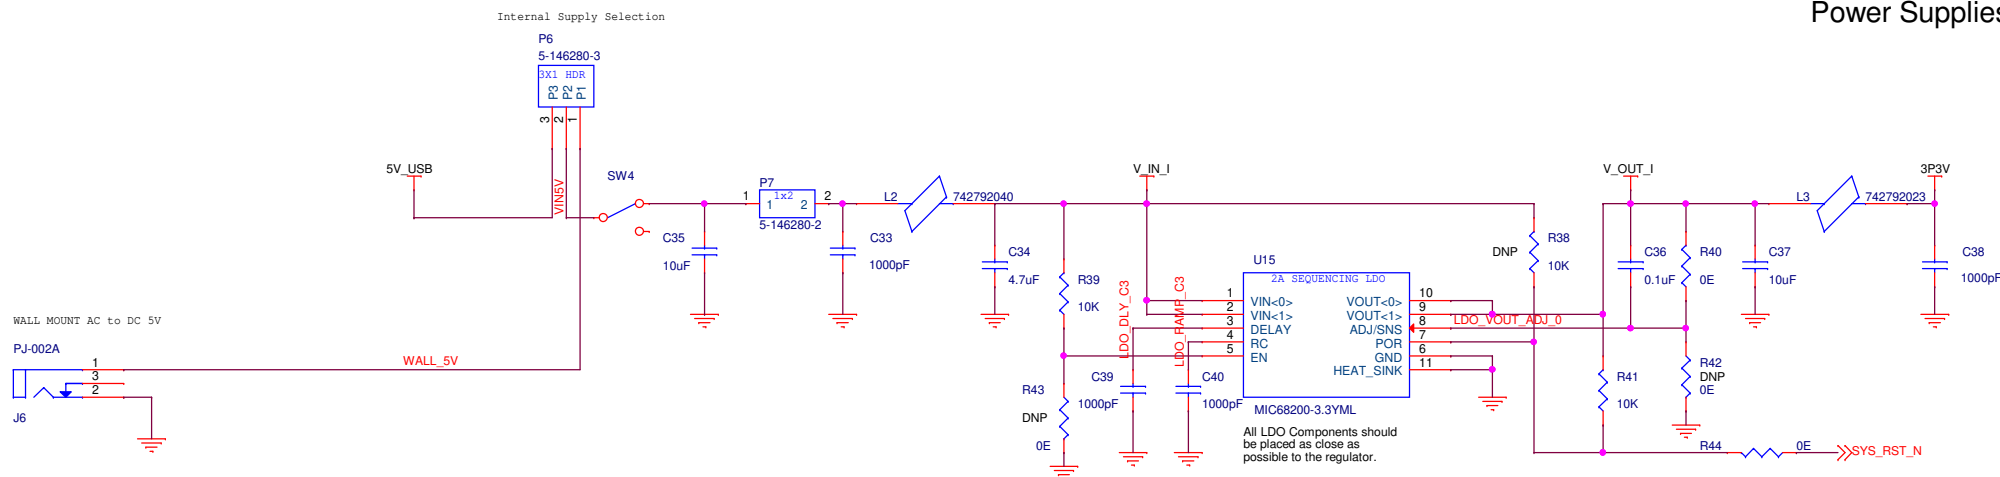 Power Supplies
Internal Supply Selection
P6
5-146280-3
3X1 HDR
P3 P2 P1
3 2 1
5V_USB
VIN5V
SW4
C35
10uF
1
P7
1x2
1 2
5-146280-2
2
C33
1000pF
L2
742792040
C34
4.7uF
V_IN_I
R39
10K
R43
DNP
0E
LDO_DLY_C3
LDO_RAMP_C3
C39
1000pF
C40
1000pF
U15
2A SEQUENCING LDO
1 VIN<0> VOUT<0> 10
2 VIN<1> VOUT<1> 9
3 DELAY ADJ/SNS 8
4 RC POR 7
5 EN GND 6
HEAT_SINK 11
MIC68200-3.3YML
All LDO Components should
be placed as close as
possible to the regulator.
LDO_VOUT_ADJ_0
DNP
R38
10K
V_OUT_I
C36
0.1uF
R40
0E
C37
10uF
L3
742792023
3P3V
C38
1000pF
R41
10K
R42
DNP
0E
R44
0E
SYS_RST_N
WALL MOUNT AC to DC 5V
PJ-002A
1
3
2
J6
WALL_5V